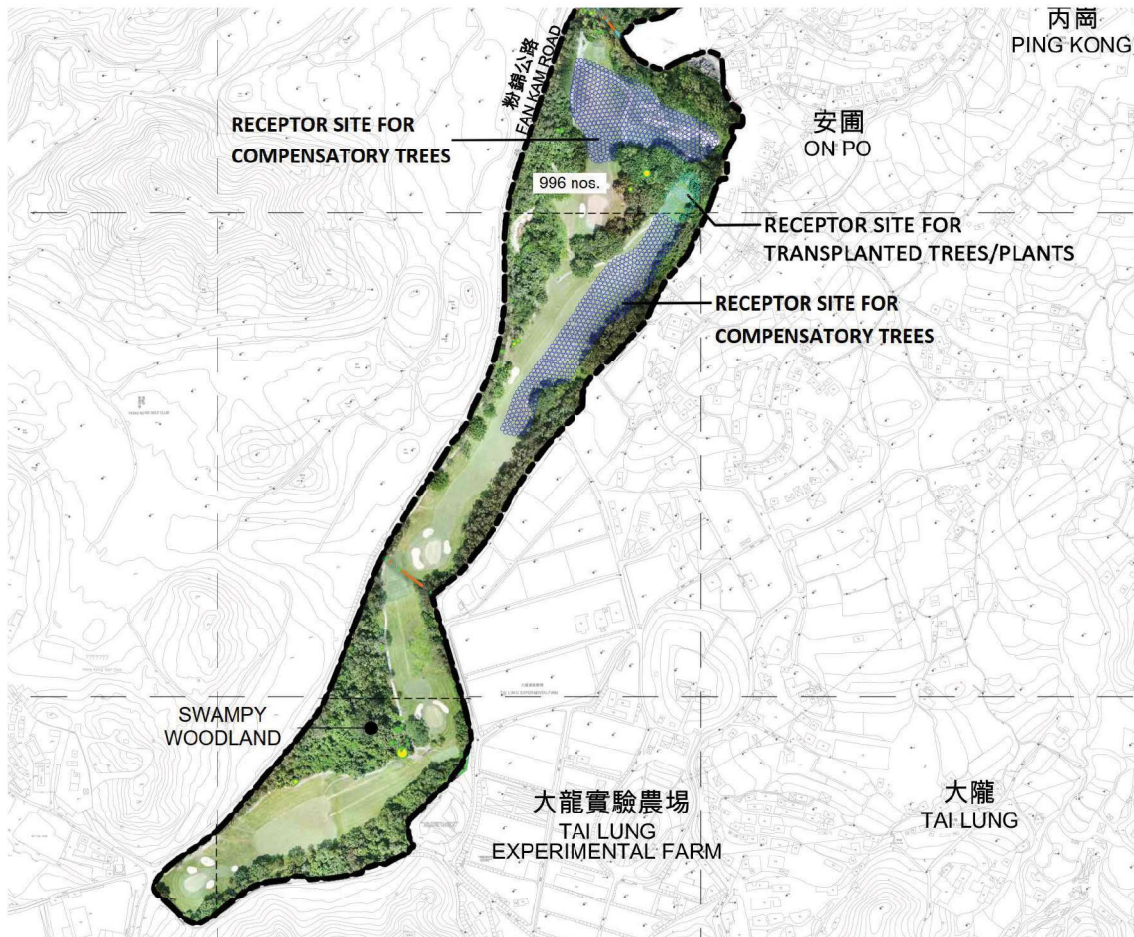 丙崗
PING KONG
粉錦公路
FAN KAM ROAD
RECEPTOR SITE FOR
COMPENSATORY TREES
安圃
ON PO
996 nos.
RECEPTOR SITE FOR
TRANSPLANTED TREES/PLANTS
RECEPTOR SITE FOR
COMPENSATORY TREES
SWAMPY
WOODLAND
大龍實驗農場
TAI LUNG
EXPERIMENTAL FARM
大隴
TAI LUNG